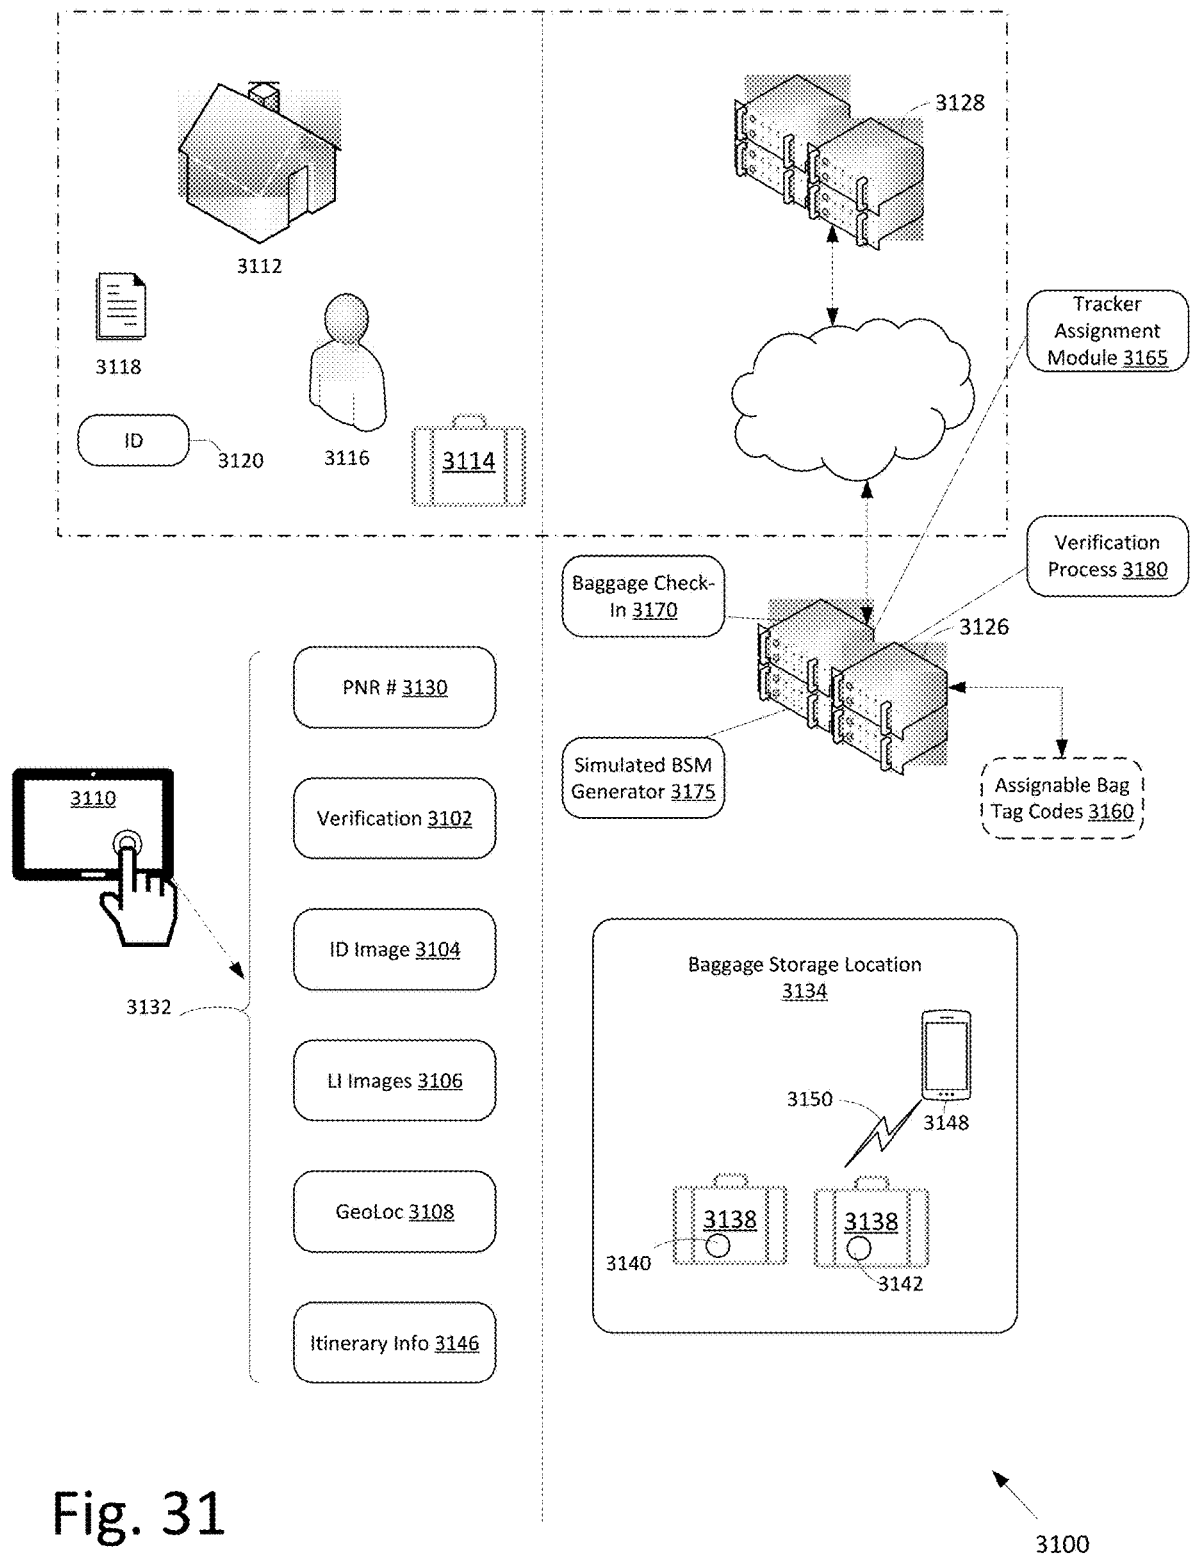 3112
3118
ID
3120
3116
3114
3128
Tracker
Assignment
Module 3165
Verification
Process 3180
Baggage Check-
In 3170
3126
Simulated BSM
Generator 3175
Assignable Bag
Tag Codes 3160
PNR # 3130
Verification 3102
ID Image 3104
LI Images 3106
GeoLoc 3108
Itinerary Info 3146
3110
3132
Baggage Storage Location
3134
3150
3148
3138
3138
3140
3142
Fig. 31
3100